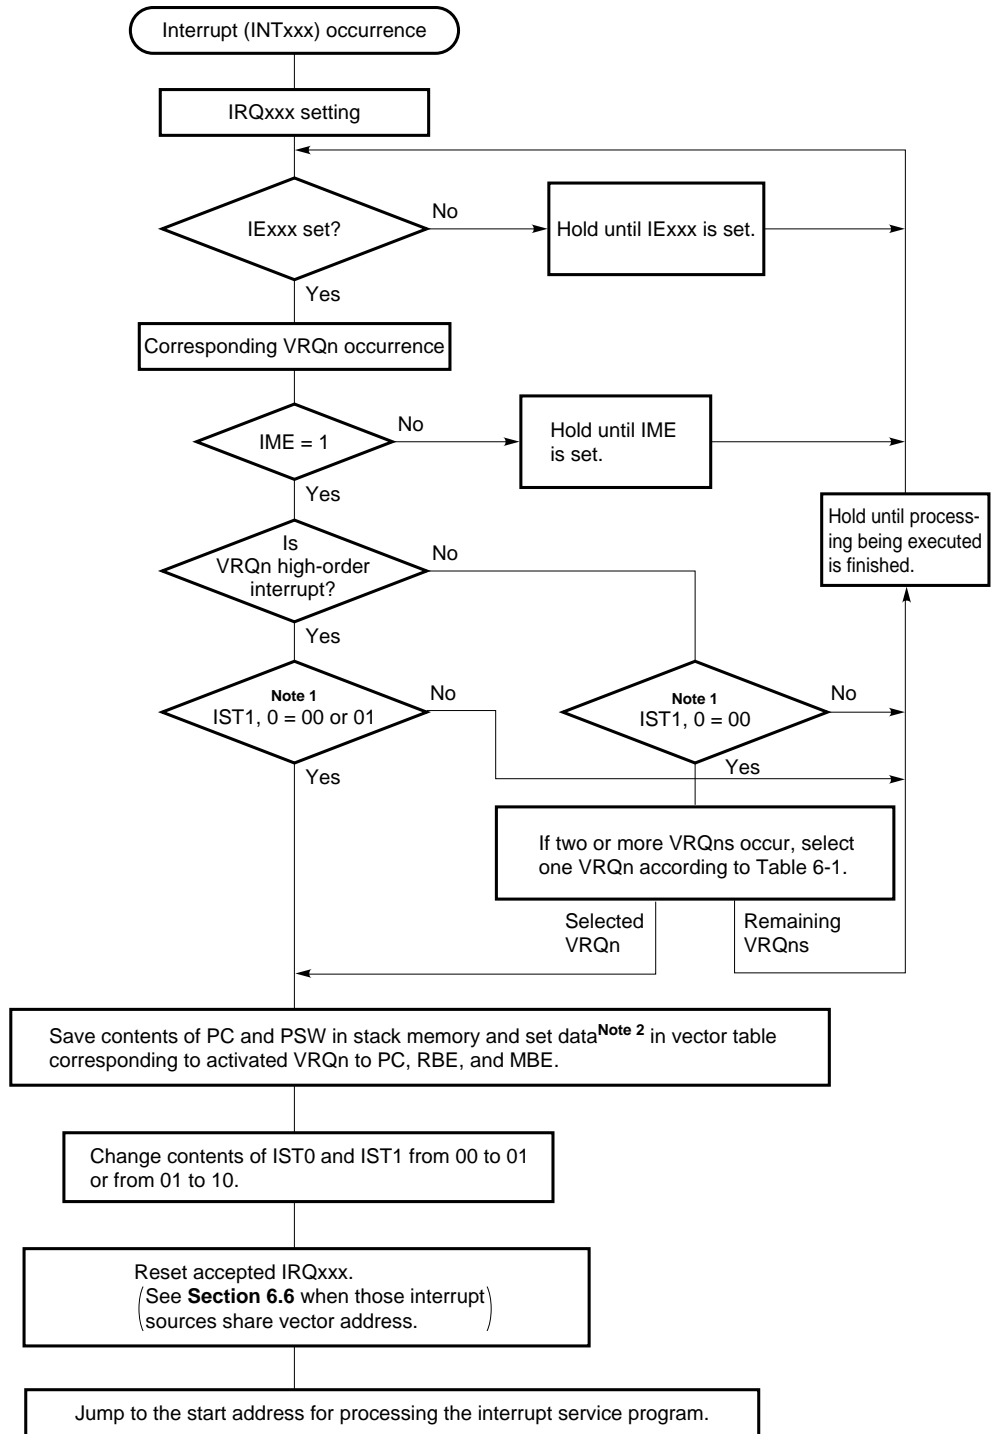 Interrupt (INTxxx) occurrence
IRQxxx setting
IExxx set?
No
Hold until IExxx is set.
Yes
Corresponding VRQn occurrence
IME = 1
No
Hold until IME
is set.
Yes
Hold until process-
ing being executed
is finished.
Is
VRQn high-order
interrupt?
No
Yes
Note 1
IST1, 0 = 00 or 01
No
Yes
Note 1
IST1, 0 = 00
No
Yes
If two or more VRQns occur, select
one VRQn according to Table 6-1.
Selected
VRQn
Remaining
VRQns
Save contents of PC and PSW in stack memory and set data Note 2 in vector table
corresponding to activated VRQn to PC, RBE, and MBE.
Change contents of IST0 and IST1 from 00 to 01
or from 01 to 10.
Reset accepted IRQxxx.
(See Section 6.6 when those interrupt
sources share vector address.)
Jump to the start address for processing the interrupt service program.